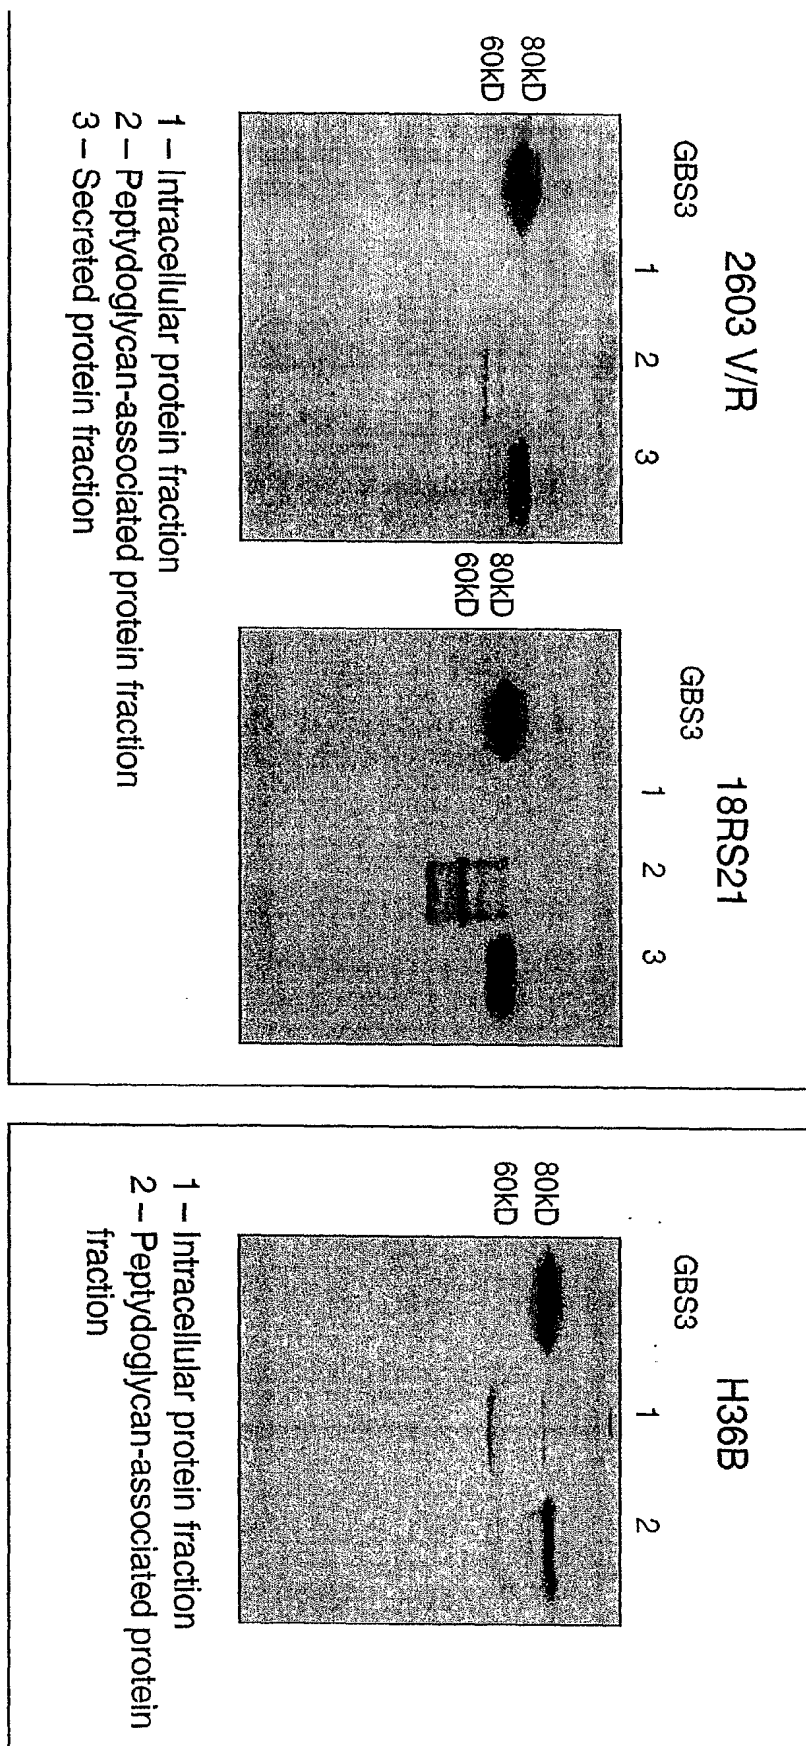 2603 V/R
GBS3 1 2 3
80kD
60kD
18RS21
GBS3 1 2 3
80kD
60kD
1 – Intracellular protein fraction
2 – Peptydoglycan-associated protein fraction
3 – Secreted protein fraction
H36B
GBS3 1 2
80kD
60kD
1 – Intracellular protein fraction
2 – Peptydoglycan-associated protein
fraction